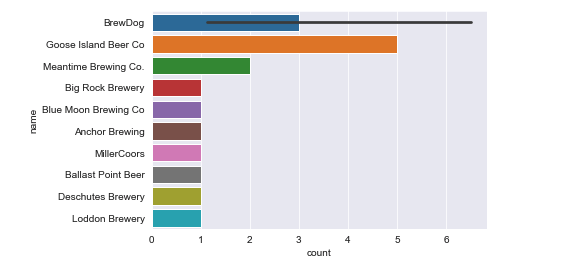 BrewDog
Goose Island Beer Co
Meantime Brewing Co.
Big Rock Brewery
Blue Moon Brewing Co
Anchor Brewing
MillerCoors
Ballast Point Beer
Deschutes Brewery
Loddon Brewery
name
0 1 2 3 4 5 6
count